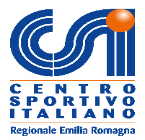 csi
CENTRO
SPORTIVO
ITALIANO
Regionale Emilia Romagna